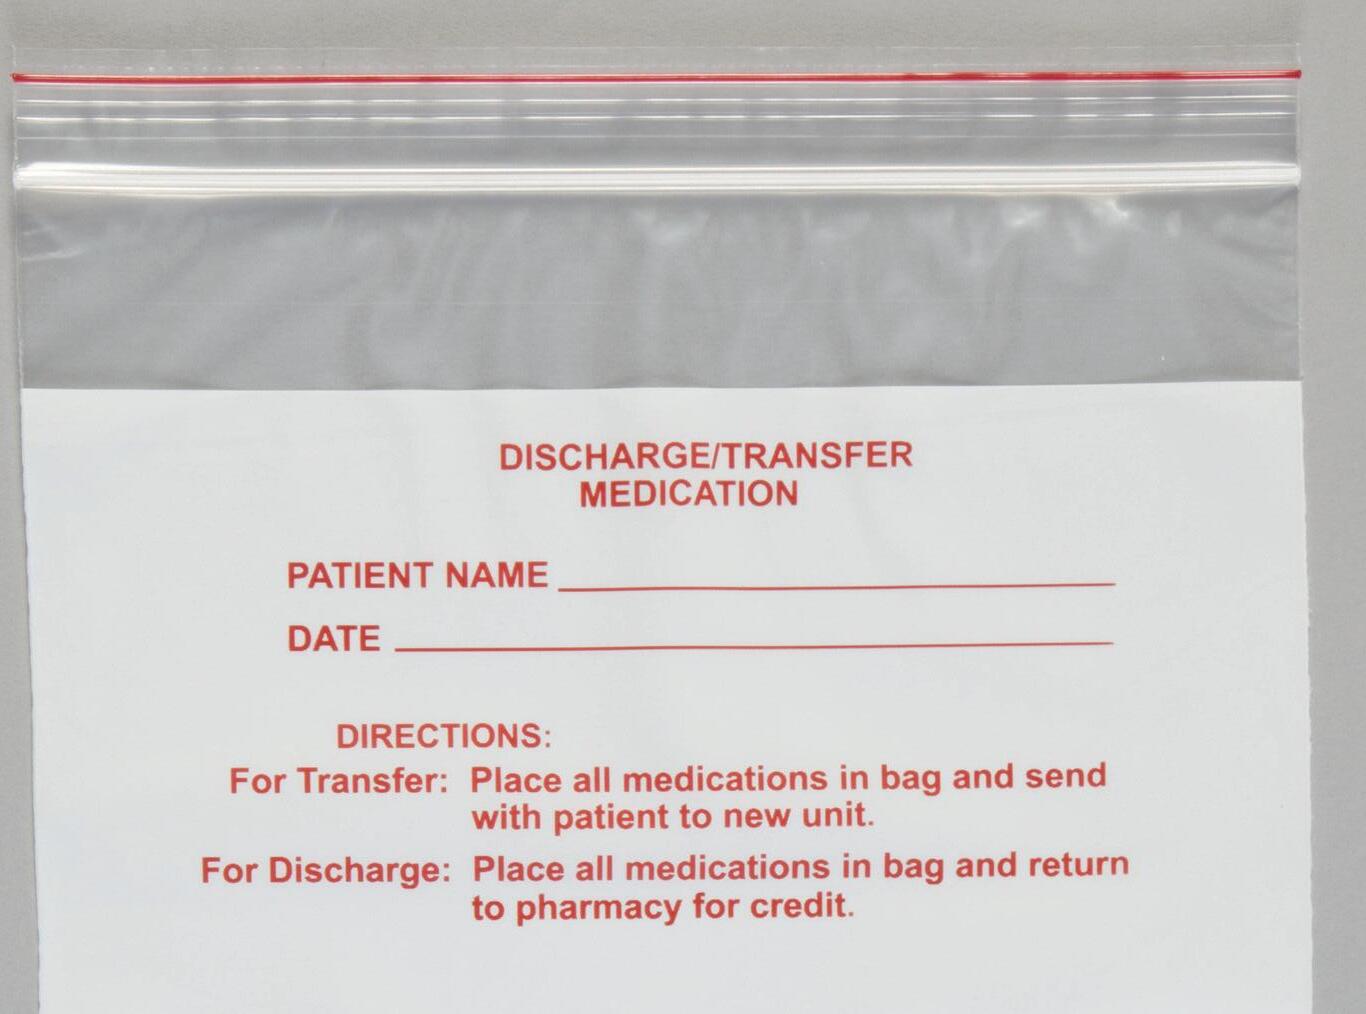 DISCHARGE/TRANSFER
MEDICATION
PATIENT NAME
DATE
DIRECTIONS:
For Transfer: Place all medications in bag and send
with patient to new unit.
For Discharge: Place all medications in bag and return
to pharmacy for credit.